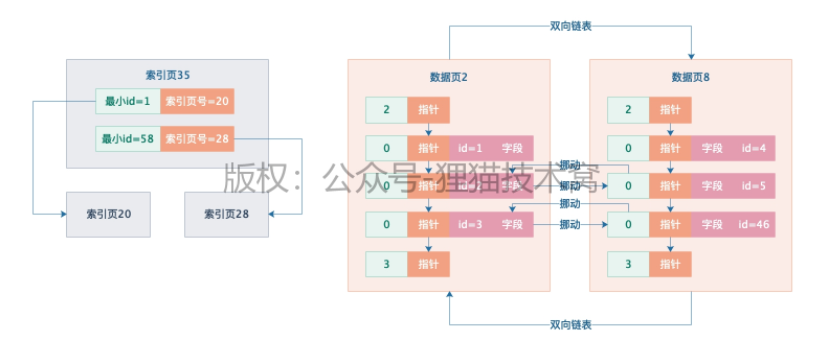 双向链表
索引页35
最小id=1 索引页号=20
最小id=58 索引页号=28
索引页20
索引页28
数据页2
2 指针
0 指针 id=1 字段
0 指针 字段
0 指针 id=3 字段
3 指针
挪动
挪动
挪动
挪动
数据页8
2 指针
0 指针 字段 id=4
0 指针 字段 id=5
0 指针 字段 id=46
3 指针
双向链表
版权：公众号-狸猫技术窝